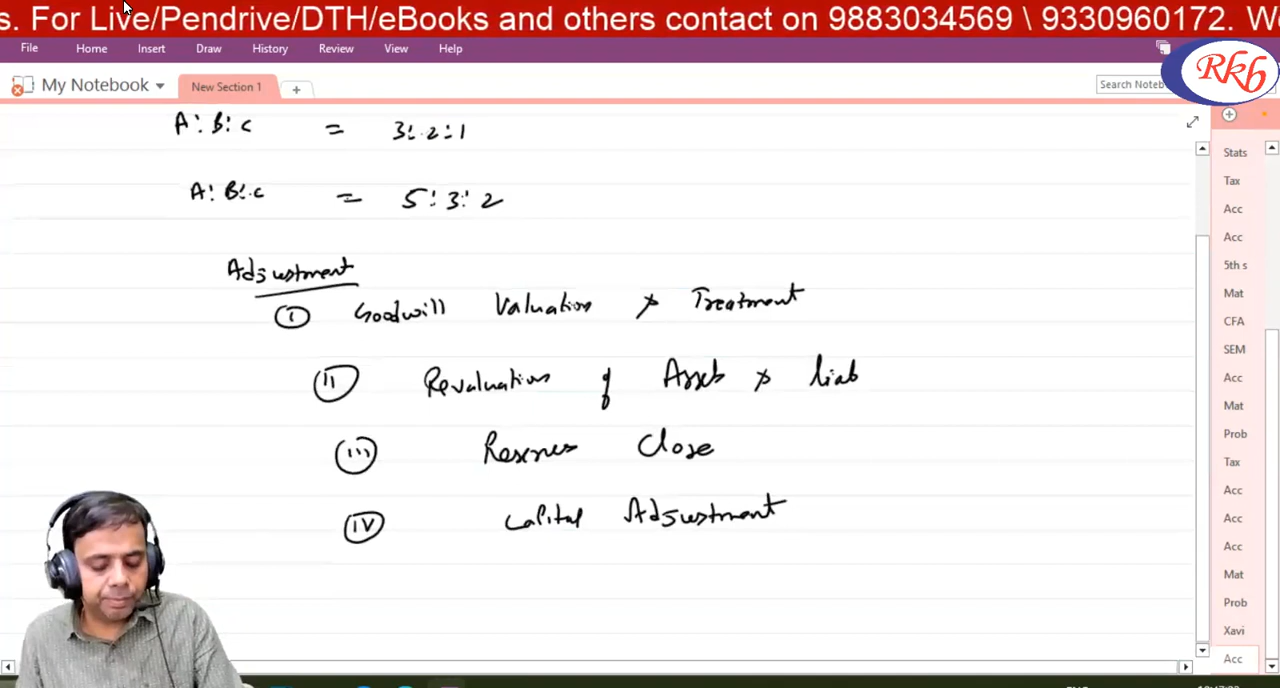 s. For Live/Pendrive/DTH/eBooks and others contact on 9883034569 \ 9330960172. We
File Home Insert Draw History Review View Help
Rkb
My Notebook New Section 1 + Search Noteb
A:B:C = 3:2:1
A:B:C = 5:3:2
Adjustment
(i) Goodwill Valuation & Treatment
(ii) Revaluation of Assets & liab
(iii) Reserves Close
(iv) Capital Adjustment
Stats
Tax
Acc
Acc
5th s
Mat
CFA
SEM
Acc
Mat
Prob
Tax
Acc
Acc
Acc
Mat
Prob
Xavi
Acc